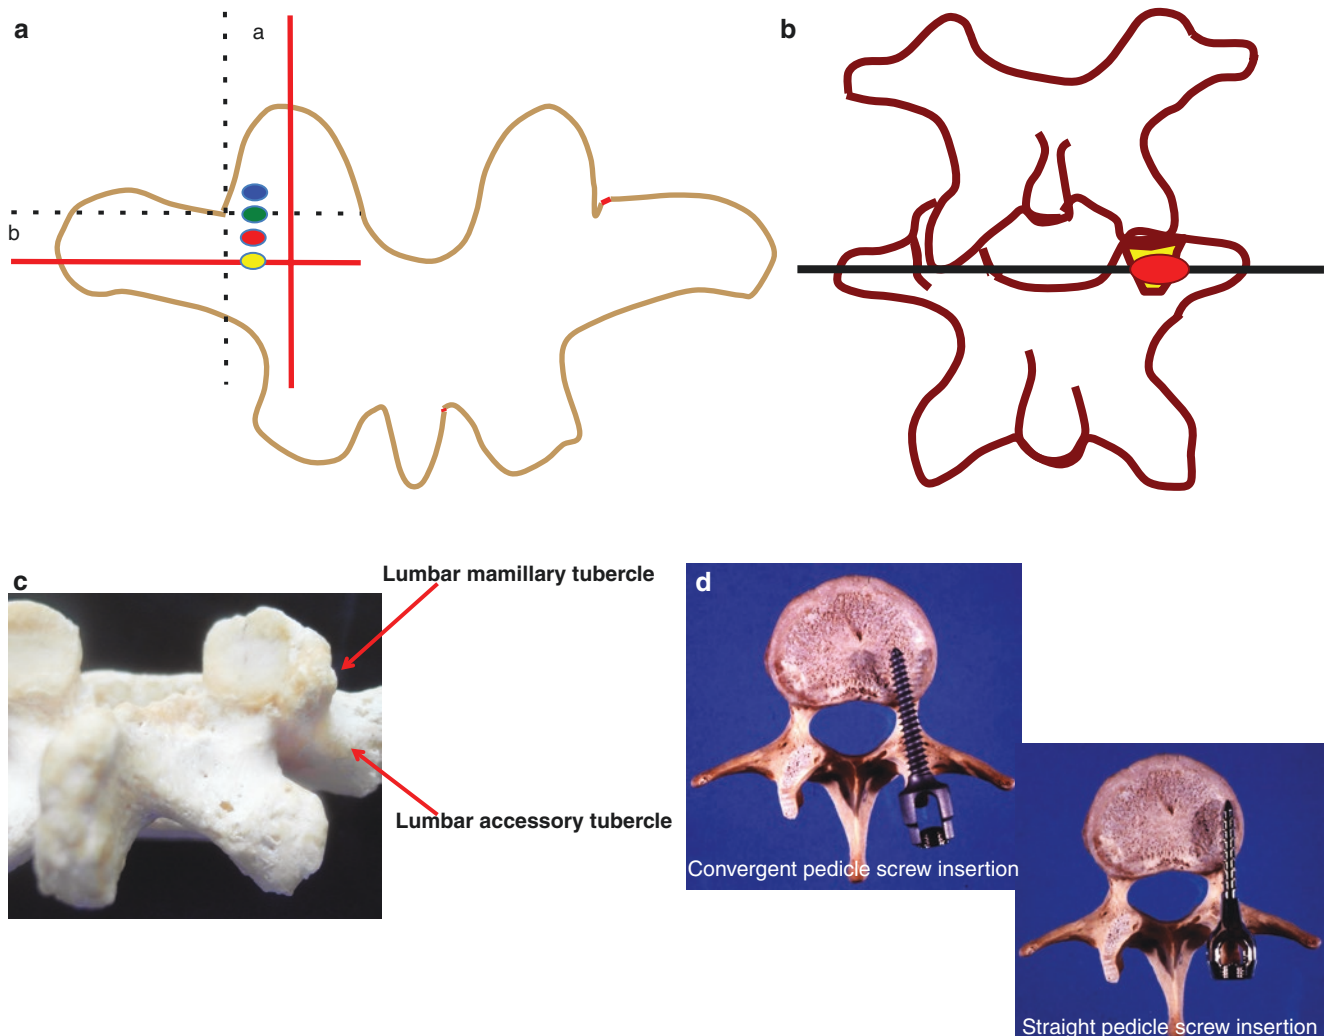 a
a
b
b
c
Lumbar mamillary tubercle
Lumbar accessory tubercle
d
Convergent pedicle screw insertion
Straight pedicle screw insertion